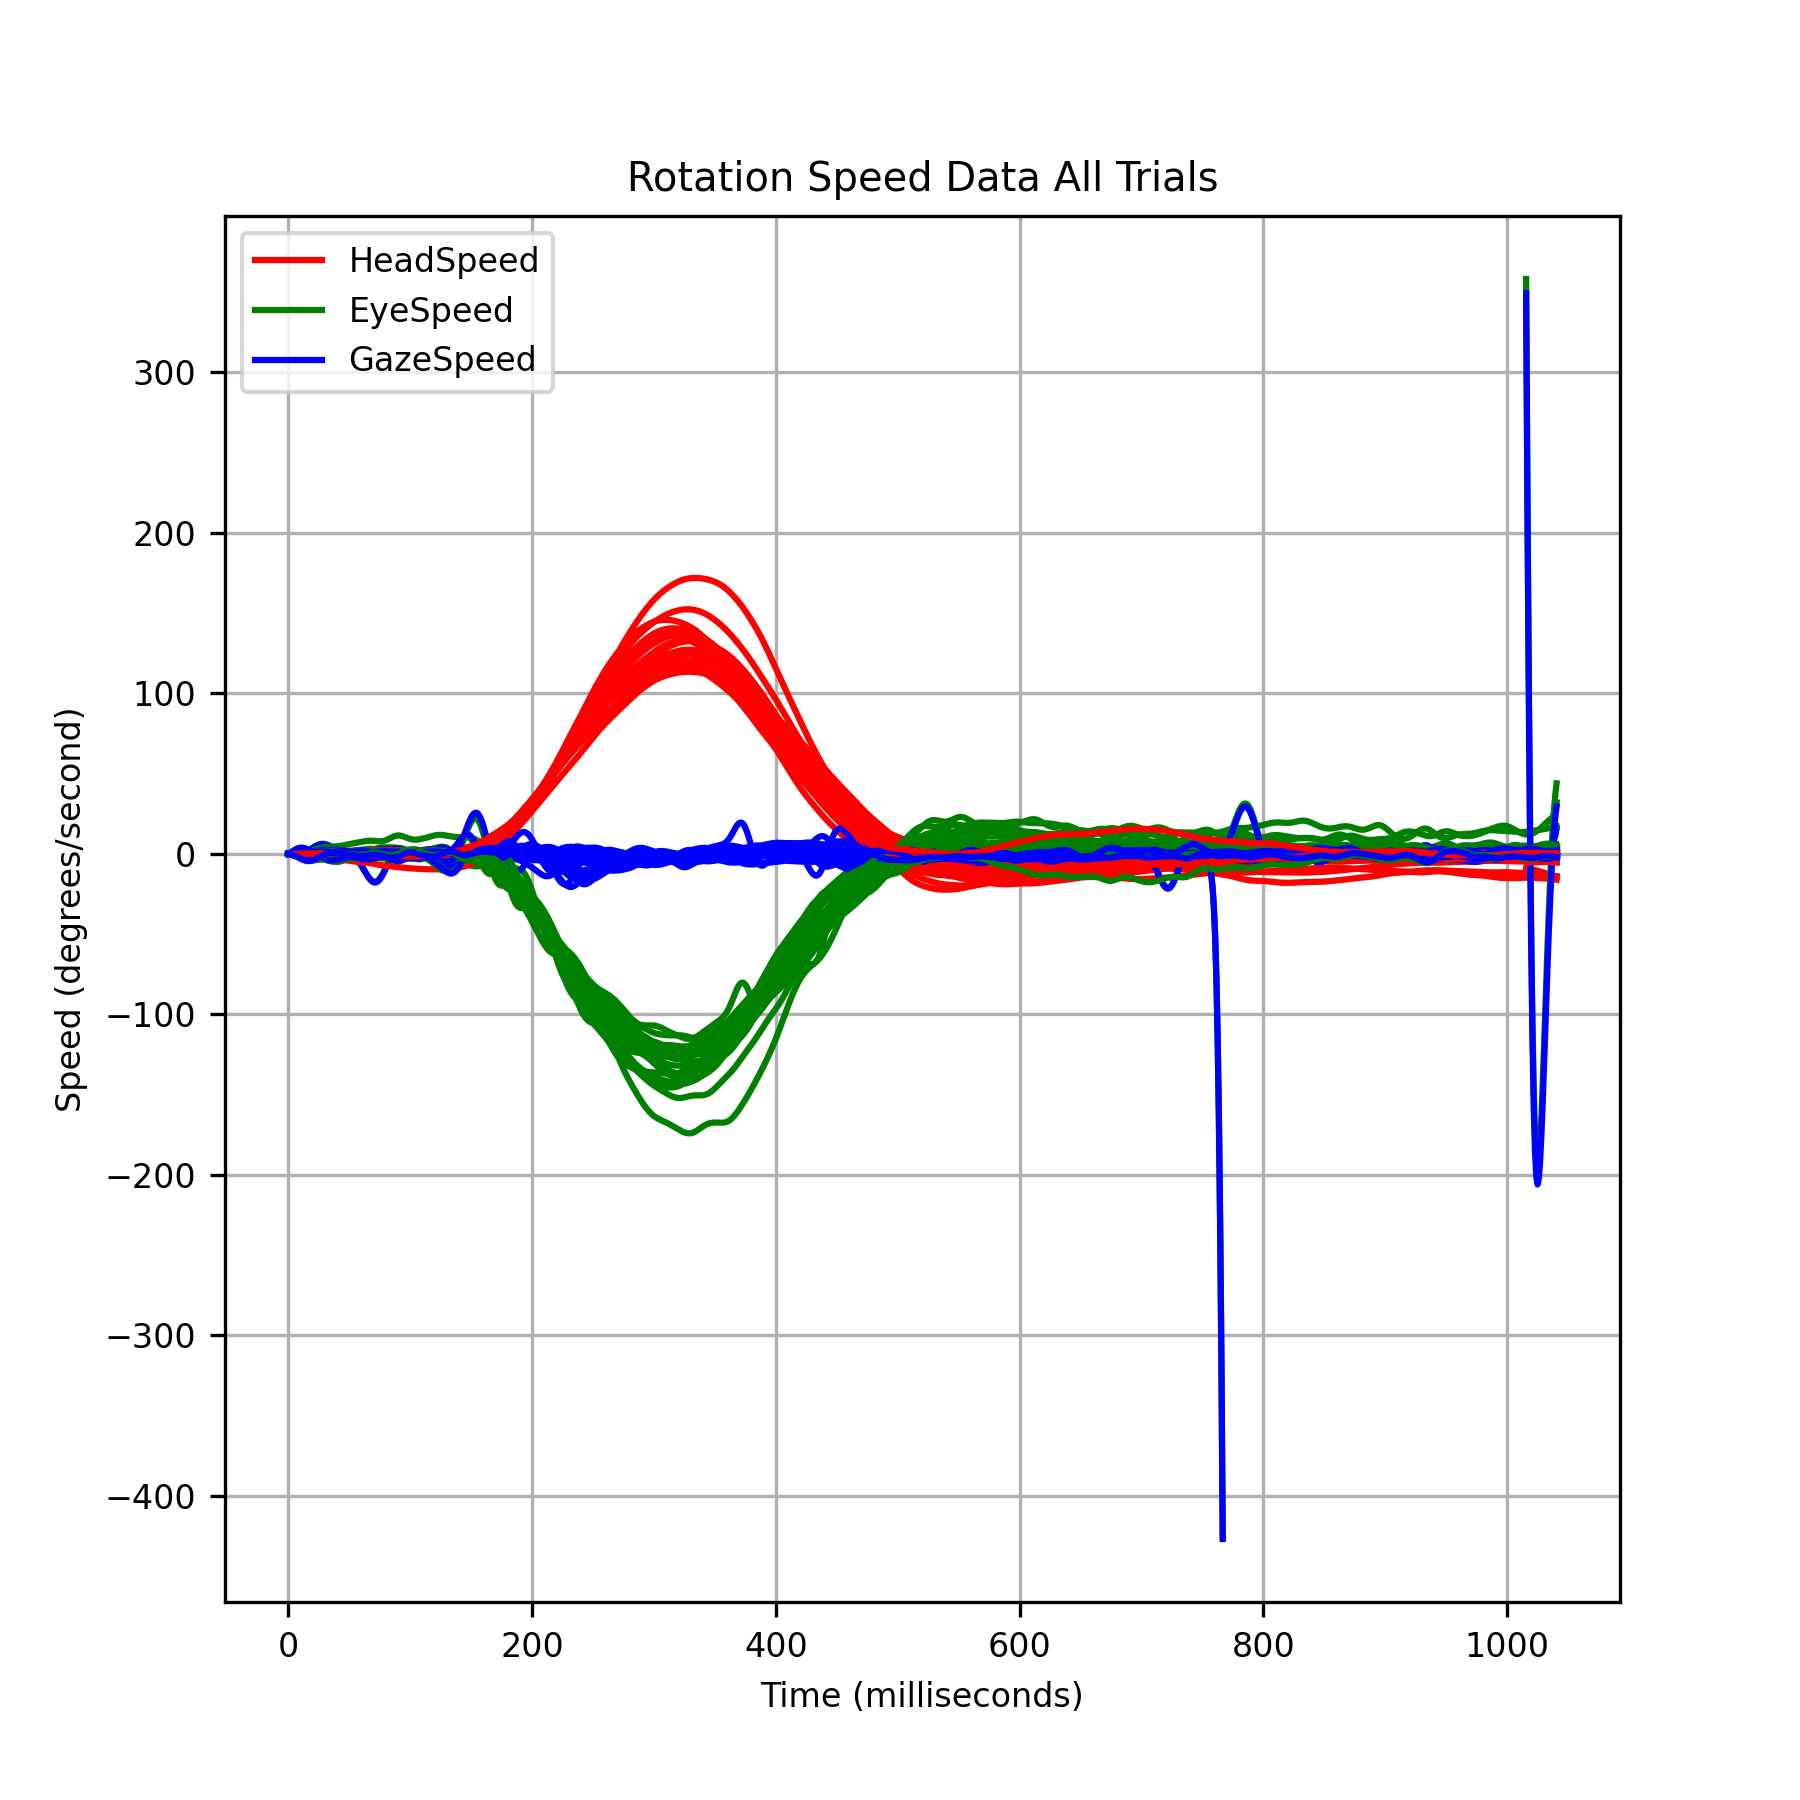 Rotation Speed Data All Trials
HeadSpeed
EyeSpeed
GazeSpeed
300
200
100
0
−100
−200
−300
−400
Speed (degrees/second)
0 200 400 600 800 1000
Time (milliseconds)